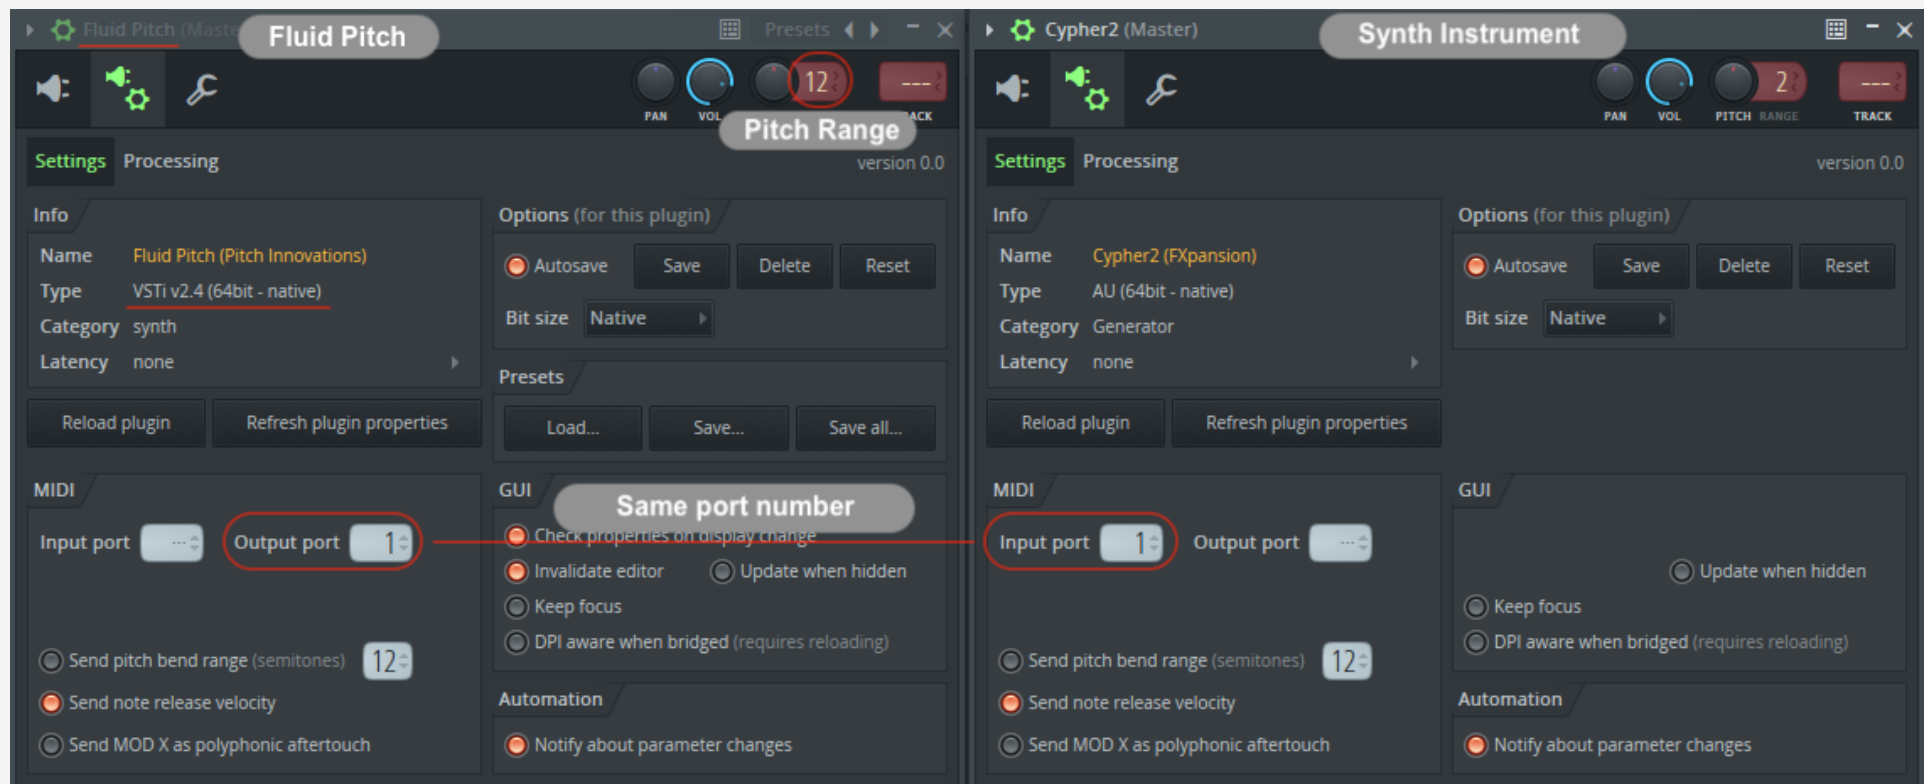 Fluid Pitch (Maste
Fluid Pitch
Presets
12
---
PAN
VOL
ACK
Pitch Range
Settings
Processing
version 0.0
Info
Name Fluid Pitch (Pitch Innovations)
Type VSTi v2.4 (64bit - native)
Category synth
Latency none
Reload plugin
Refresh plugin properties
Options (for this plugin)
Autosave
Save
Delete
Reset
Bit size Native
Presets
Load...
Save...
Save all...
MIDI
Input port ---
Output port 1
Send pitch bend range (semitones) 12
Send note release velocity
Send MOD X as polyphonic aftertouch
GUI
Same port number
Check properties on display change
Invalidate editor
Update when hidden
Keep focus
DPI aware when bridged (requires reloading)
Automation
Notify about parameter changes
Cypher2 (Master)
Synth Instrument
2
---
PAN
VOL
PITCH RANGE
TRACK
Settings
Processing
version 0.0
Info
Name Cypher2 (FXpansion)
Type AU (64bit - native)
Category Generator
Latency none
Reload plugin
Refresh plugin properties
Options (for this plugin)
Autosave
Save
Delete
Reset
Bit size Native
MIDI
Input port 1
Output port ---
Send pitch bend range (semitones) 12
Send note release velocity
Send MOD X as polyphonic aftertouch
GUI
Update when hidden
Keep focus
DPI aware when bridged (requires reloading)
Automation
Notify about parameter changes